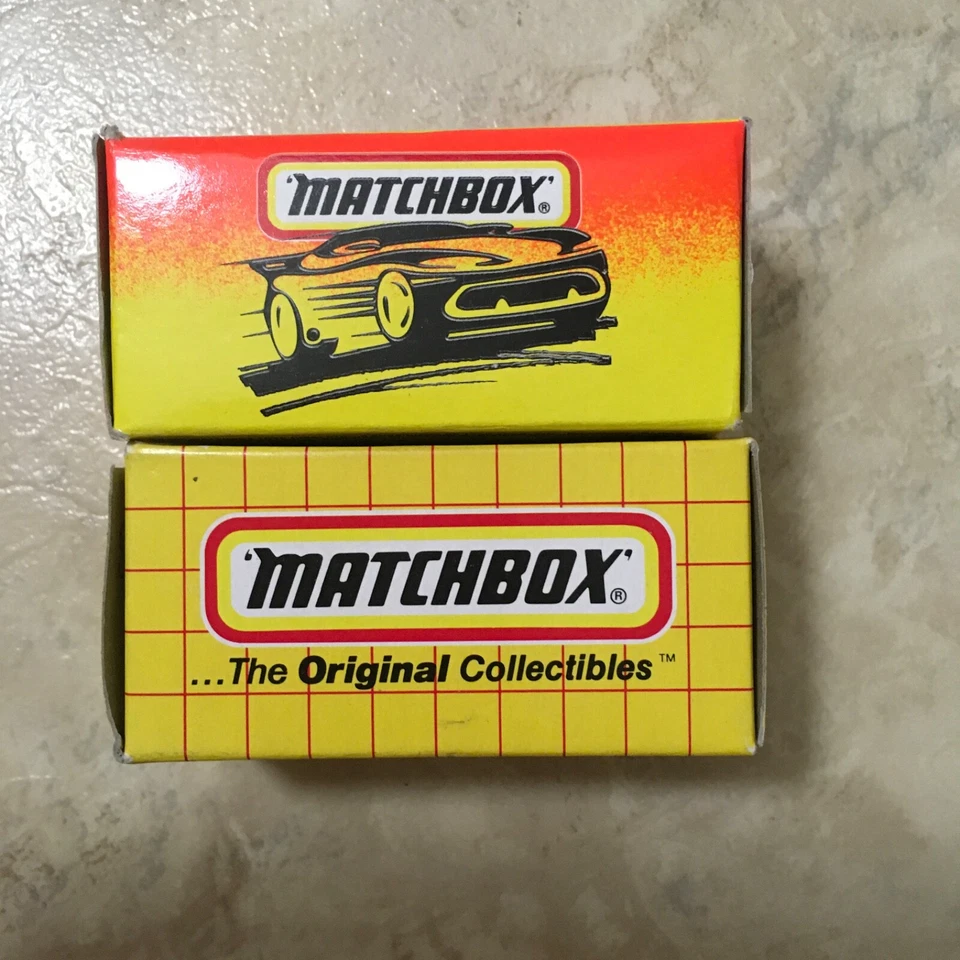 'MATCHBOX'®
'MATCHBOX'®
...The Original Collectibles™